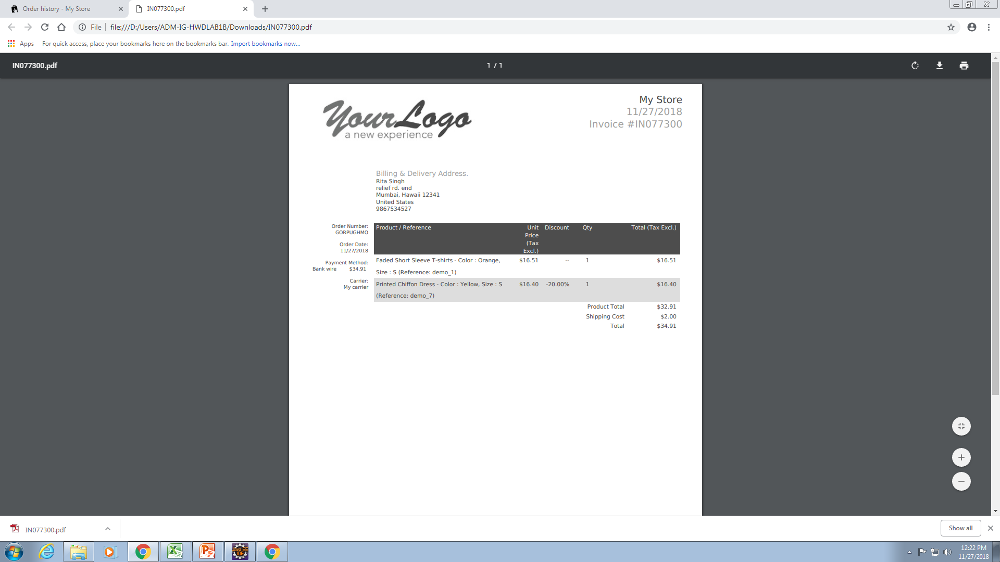 Order history - My Store
IN077300.pdf
File
file:///D:/Users/ADM-IG-HWDLAB1B/Downloads/IN077300.pdf
Apps
For quick access, place your bookmarks here on the bookmarks bar. Import bookmarks now...
IN077300.pdf
1 / 1
YourLogo
a new experience
My Store
11/27/2018
Invoice #IN077300
Billing & Delivery Address.
Rita Singh
relief rd. end
Mumbai, Hawaii 12341
United States
9867534527
Order Number:
GORPUGHMO
Order Date:
11/27/2018
Payment Method:
Bank wire $34.91
Carrier:
My carrier
Product / Reference
Unit
Price
(Tax
Excl.)
Discount
Qty
Total (Tax Excl.)
Faded Short Sleeve T-shirts - Color : Orange, $16.51 -- 1 $16.51
Size : S (Reference: demo_1)
Printed Chiffon Dress - Color : Yellow, Size : S $16.40 -20.00% 1 $16.40
(Reference: demo_7)
Product Total $32.91
Shipping Cost $2.00
Total $34.91
IN077300.pdf
Show all
Java EE
IDE
12:22 PM
11/27/2018